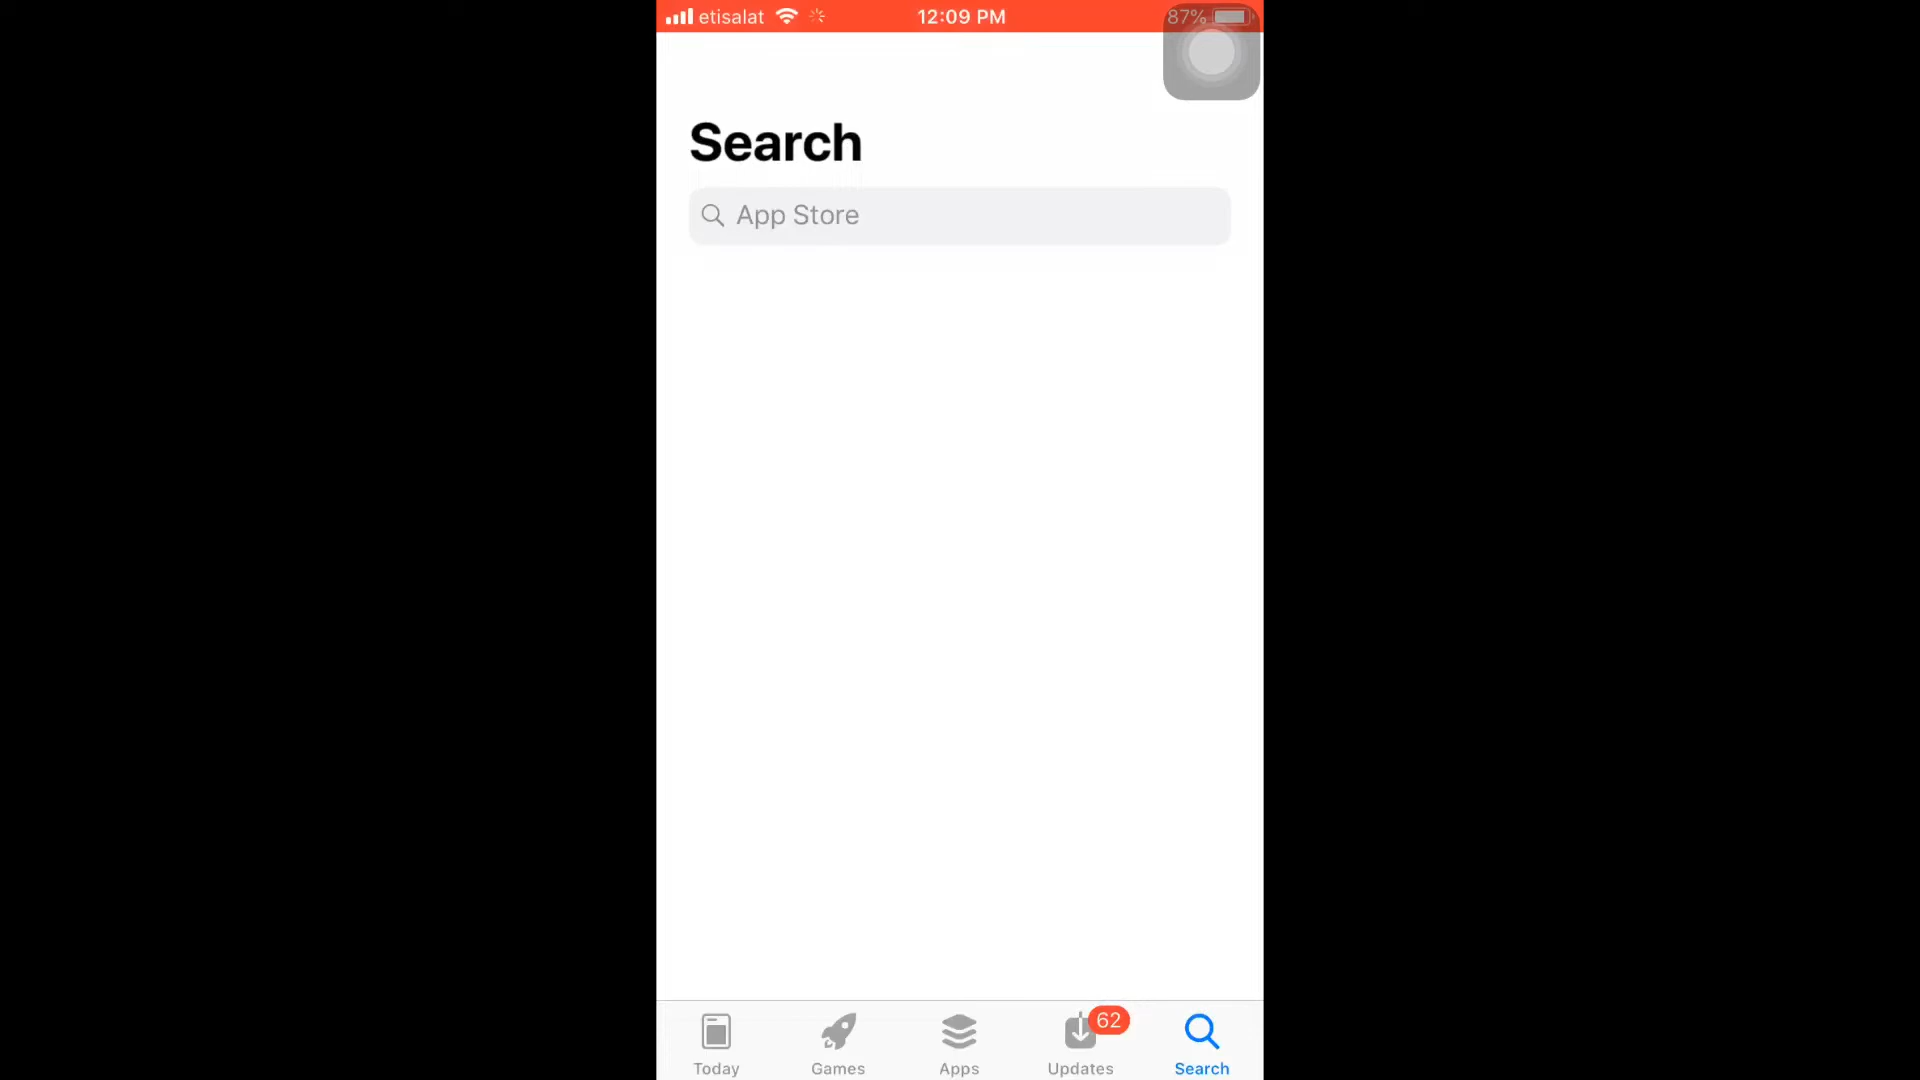 etisalat 12:09 PM 87%
Search
App Store
62
Today Games Apps Updates Search